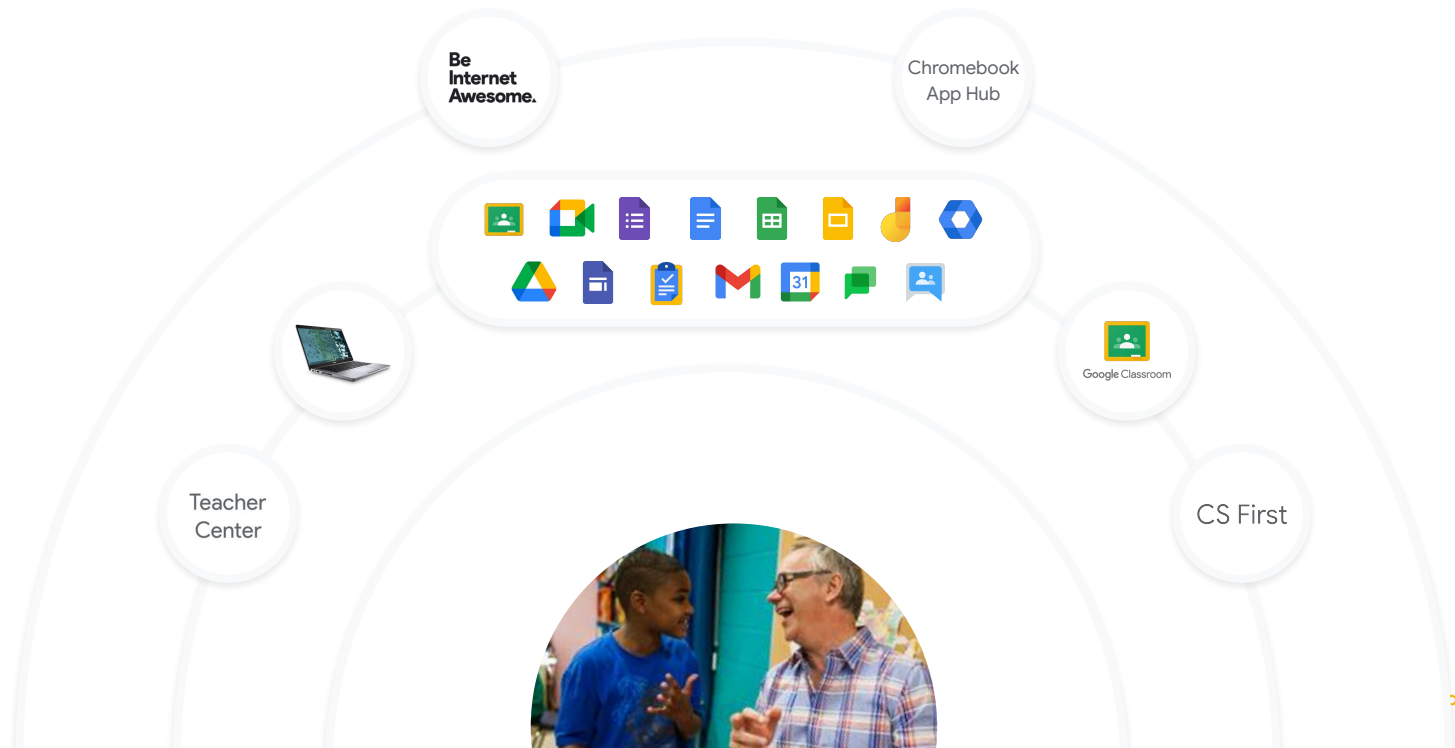 Be
Internet
Awesome.
Chromebook
App Hub
31
Google Classroom
Teacher
Center
CS First